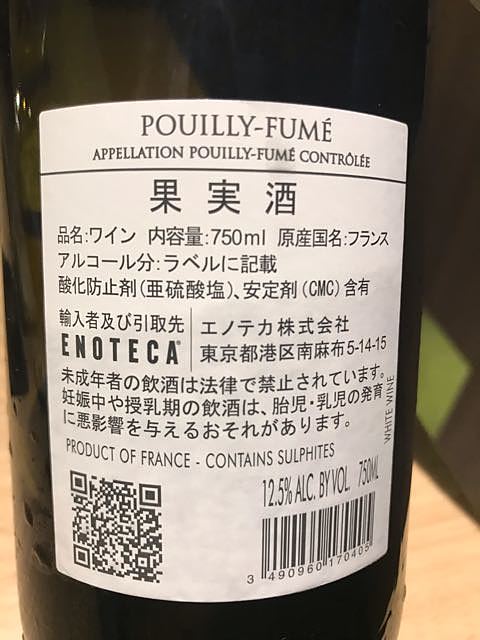 POUILLY-FUMÉ
APPELLATION POUILLY-FUMÉ CONTRÔLÉE
果実酒
品名:ワイン 内容量:750ml 原産国名:フランス
アルコール分:ラベルに記載
酸化防止剤(亜硫酸塩)、安定剤(CMC)含有
輸入者及び引取先
ENOTECA®
エノテカ株式会社
東京都港区南麻布5-14-15
未成年者の飲酒は法律で禁止されています。
妊娠中や授乳期の飲酒は、胎児・乳児の発育
に悪影響を与えるおそれがあります。
PRODUCT OF FRANCE - CONTAINS SULPHITES
12.5% ALC. BY VOL. 750ML
WHITE WINE
3 490960 170405